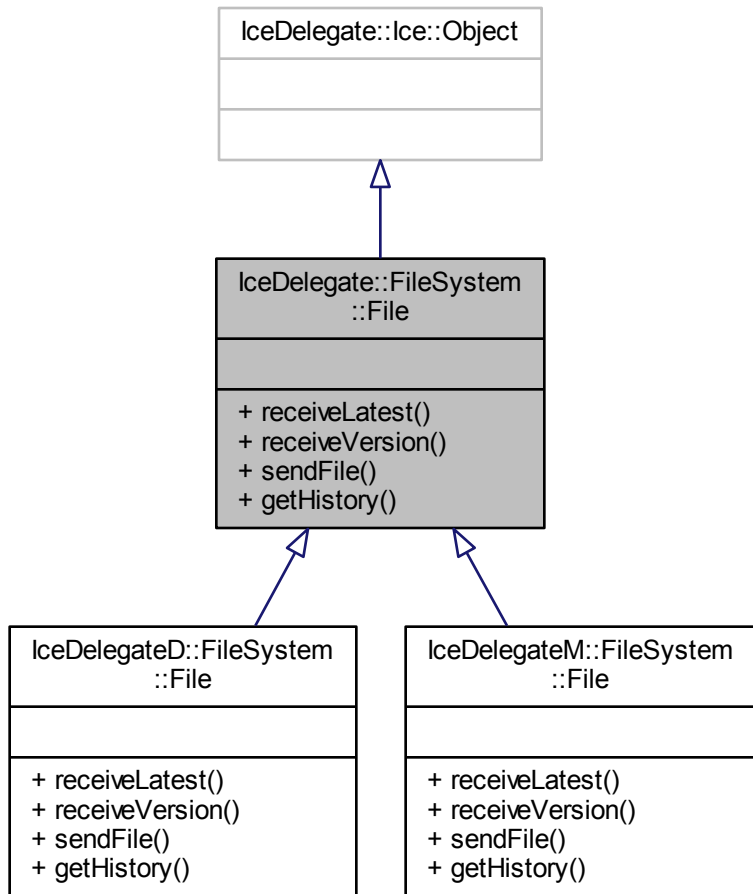 IceDelegate::Ice::Object
IceDelegate::FileSystem
::File
+ receiveLatest()
+ receiveVersion()
+ sendFile()
+ getHistory()
IceDelegateD::FileSystem
::File
+ receiveLatest()
+ receiveVersion()
+ sendFile()
+ getHistory()
IceDelegateM::FileSystem
::File
+ receiveLatest()
+ receiveVersion()
+ sendFile()
+ getHistory()